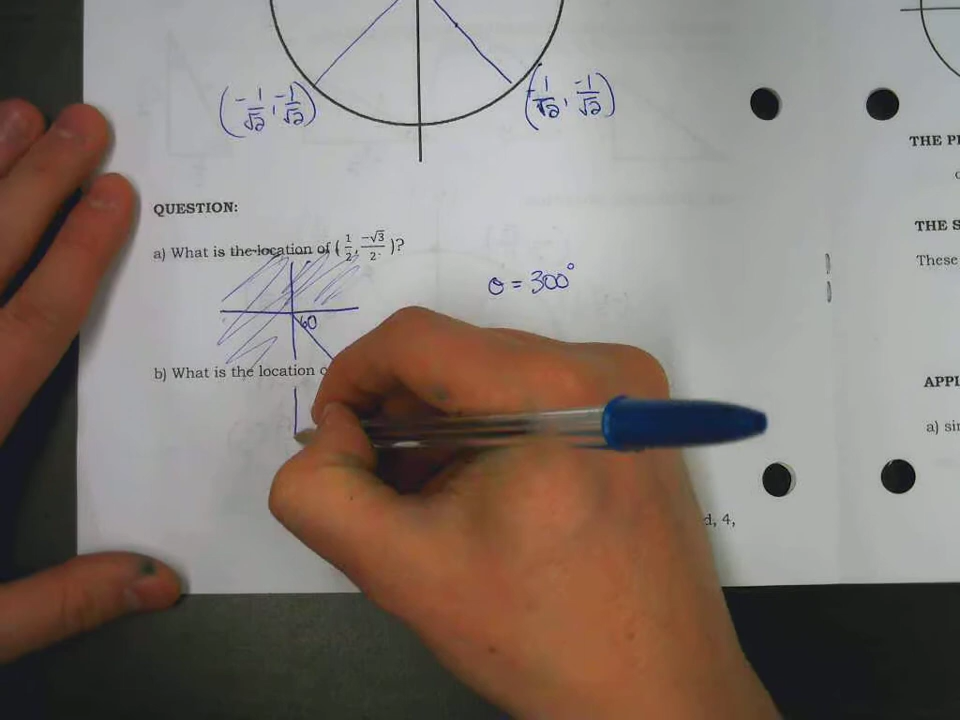 (-1/√2, -1/√2) (1/√2, -1/√2)
QUESTION:
a) What is the location of (1/2, -√3/2)?
θ = 300°
60
b) What is the location
d, 4,
THE
THE S
These
a) si